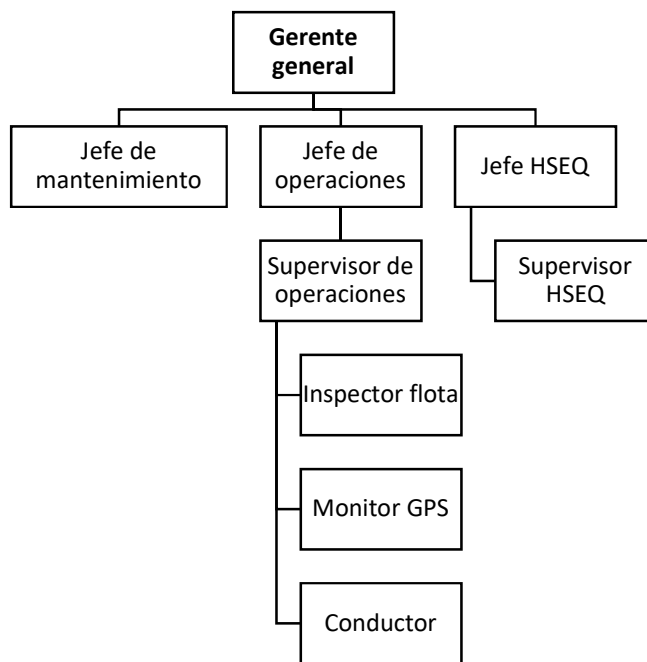 Gerente
general
Jefe de
mantenimiento
Jefe de
operaciones
Jefe HSEQ
Supervisor de
operaciones
Supervisor
HSEQ
Inspector flota
Monitor GPS
Conductor